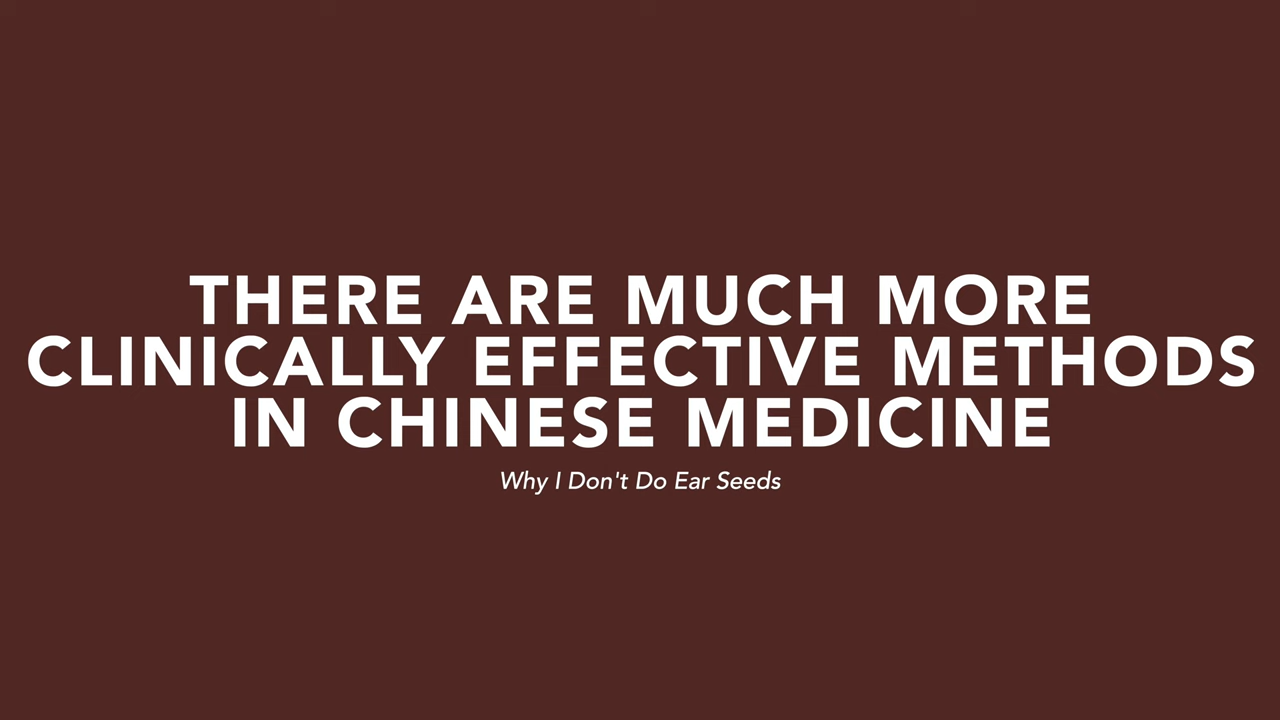 THERE ARE MUCH MORE
CLINICALLY EFFECTIVE METHODS
IN CHINESE MEDICINE
Why I Don't Do Ear Seeds